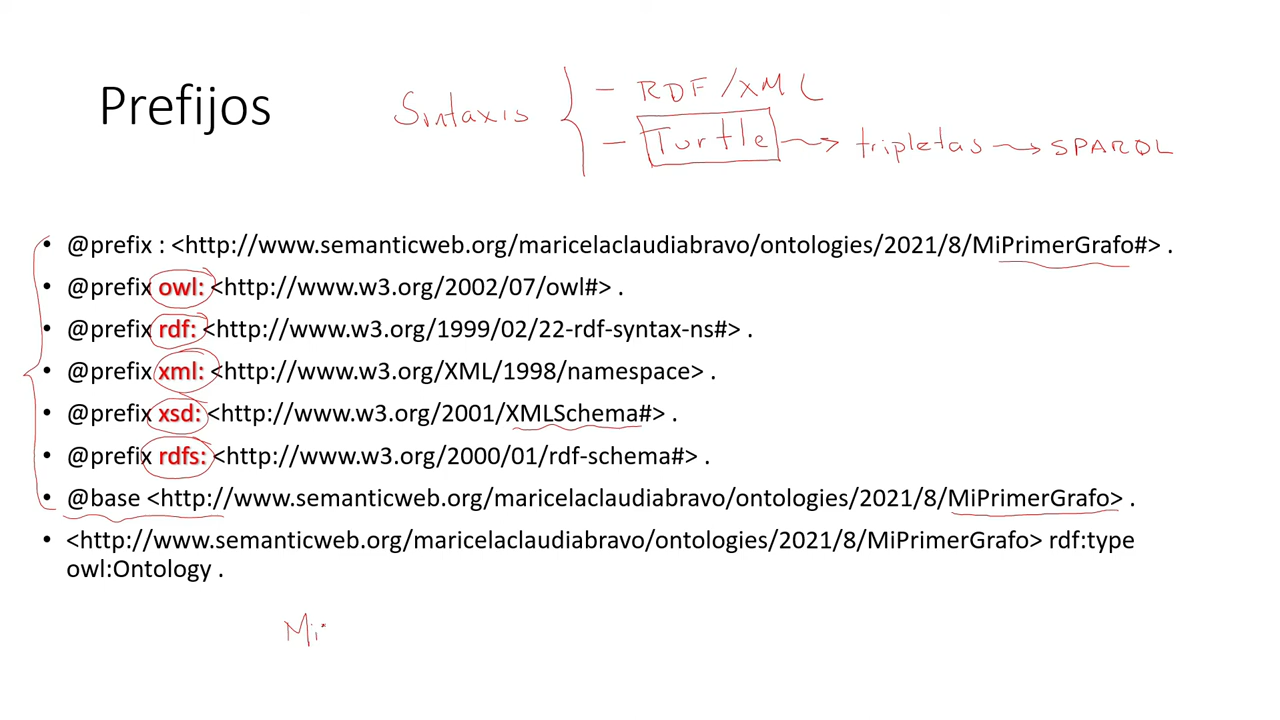 Prefijos
Sintaxis
- RDF/XML
- Turtle → tripletas → SPARQL
• @prefix : <http://www.semanticweb.org/maricelaclaudiabravo/ontologies/2021/8/MiPrimerGrafo#> .
• @prefix owl: <http://www.w3.org/2002/07/owl#> .
• @prefix rdf: <http://www.w3.org/1999/02/22-rdf-syntax-ns#> .
• @prefix xml: <http://www.w3.org/XML/1998/namespace> .
• @prefix xsd: <http://www.w3.org/2001/XMLSchema#> .
• @prefix rdfs: <http://www.w3.org/2000/01/rdf-schema#> .
• @base <http://www.semanticweb.org/maricelaclaudiabravo/ontologies/2021/8/MiPrimerGrafo> .
• <http://www.semanticweb.org/maricelaclaudiabravo/ontologies/2021/8/MiPrimerGrafo> rdf:type
owl:Ontology .
Mi